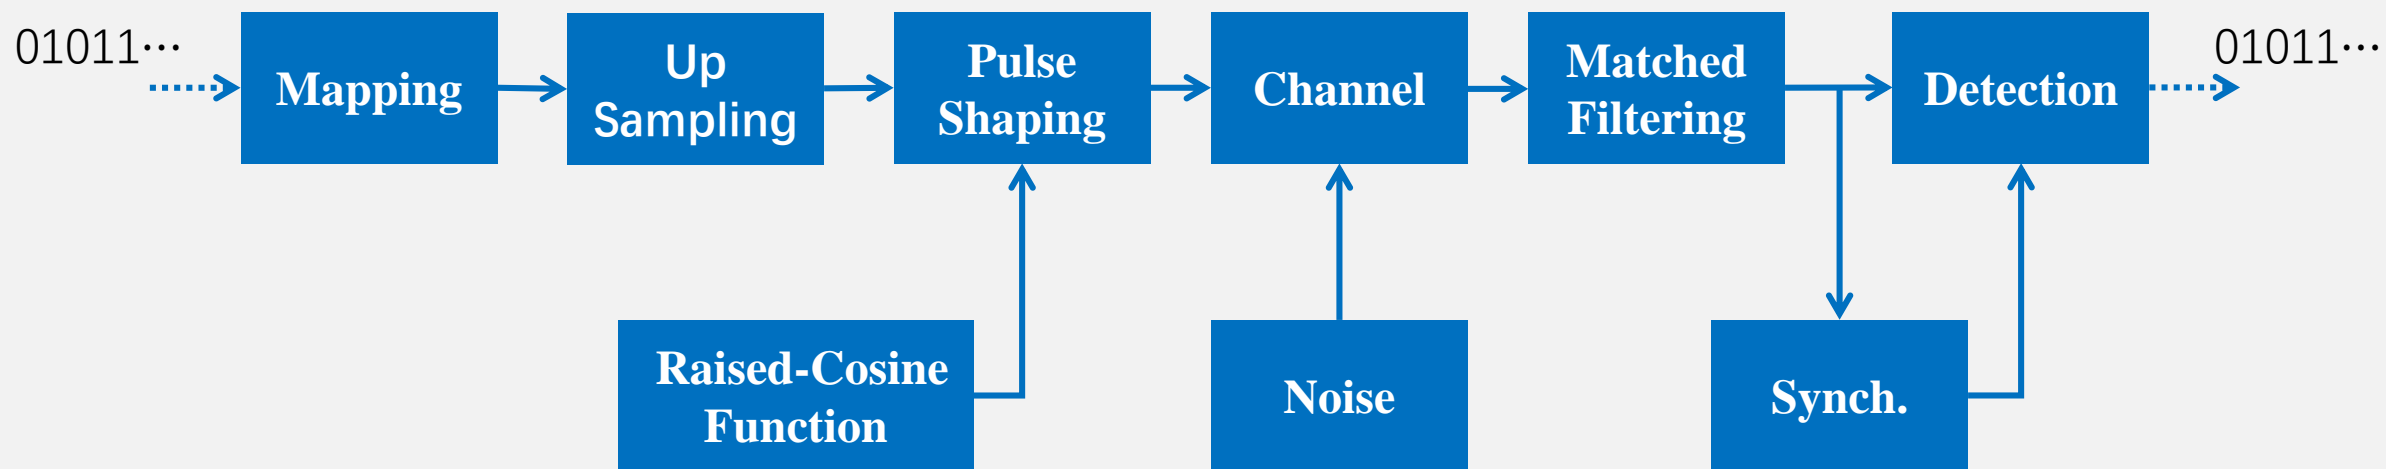 01011⋯
Mapping
Up
Sampling
Pulse
Shaping
Channel
Matched
Filtering
Detection
01011⋯
Raised-Cosine
Function
Noise
Synch.